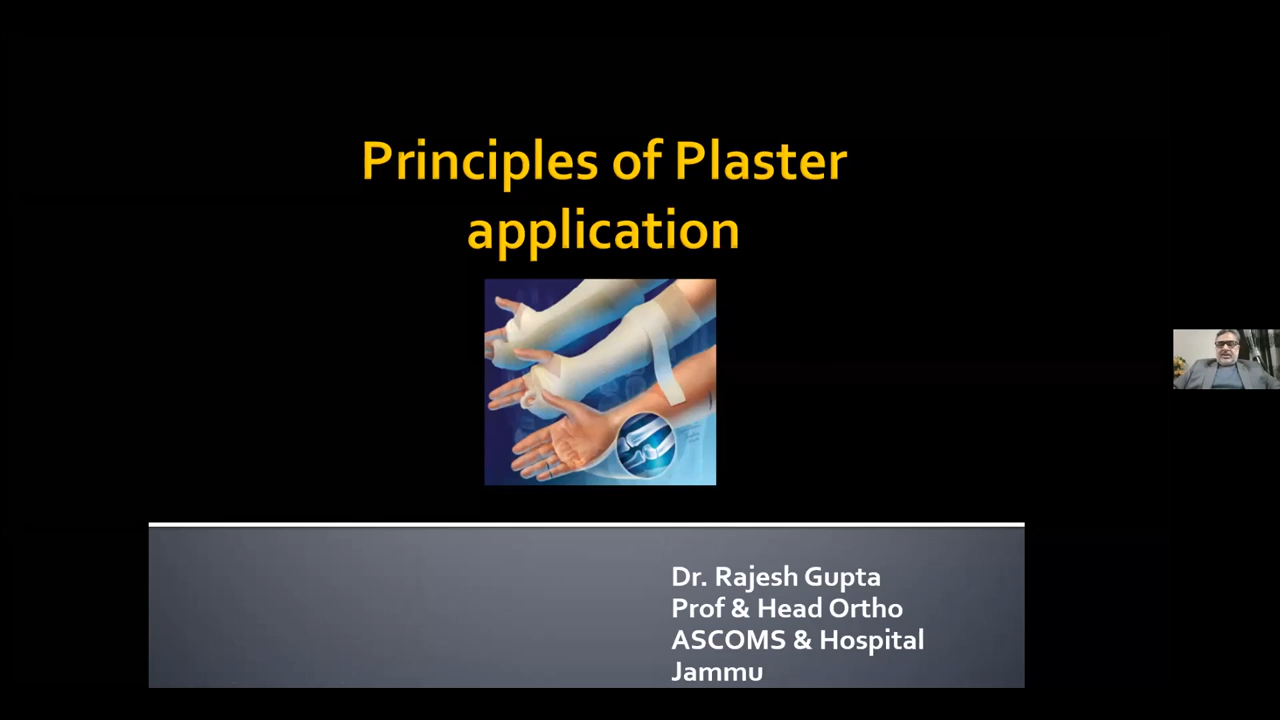 Principles of Plaster
application
Dr. Rajesh Gupta
Prof & Head Ortho
ASCOMS & Hospital
Jammu